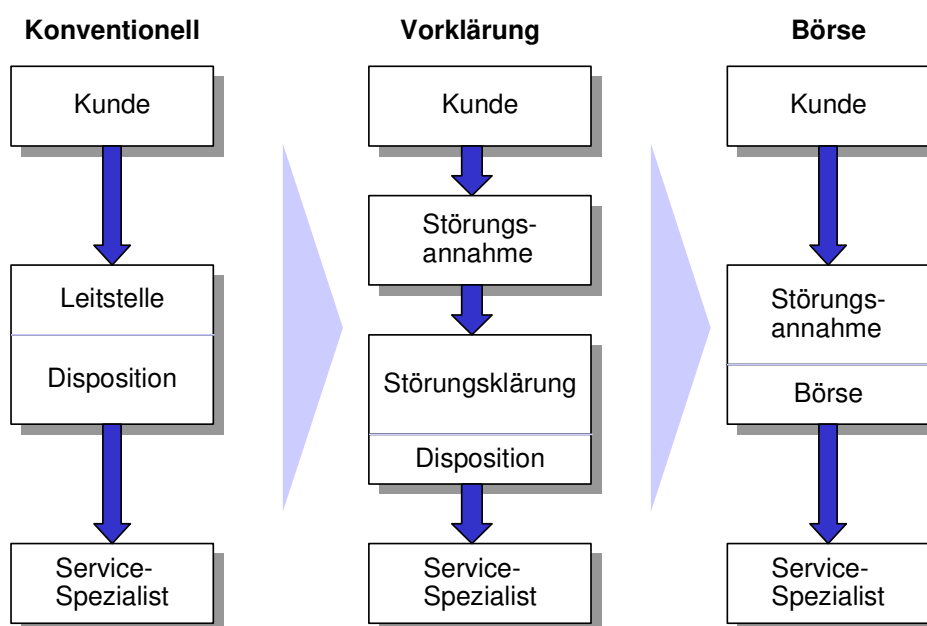 Konventionell
Kunde
Leitstelle
Disposition
Service-
Spezialist
Vorklärung
Kunde
Störungs-
annahme
Störungsklärung
Disposition
Service-
Spezialist
Börse
Kunde
Störungs-
annahme
Börse
Service-
Spezialist